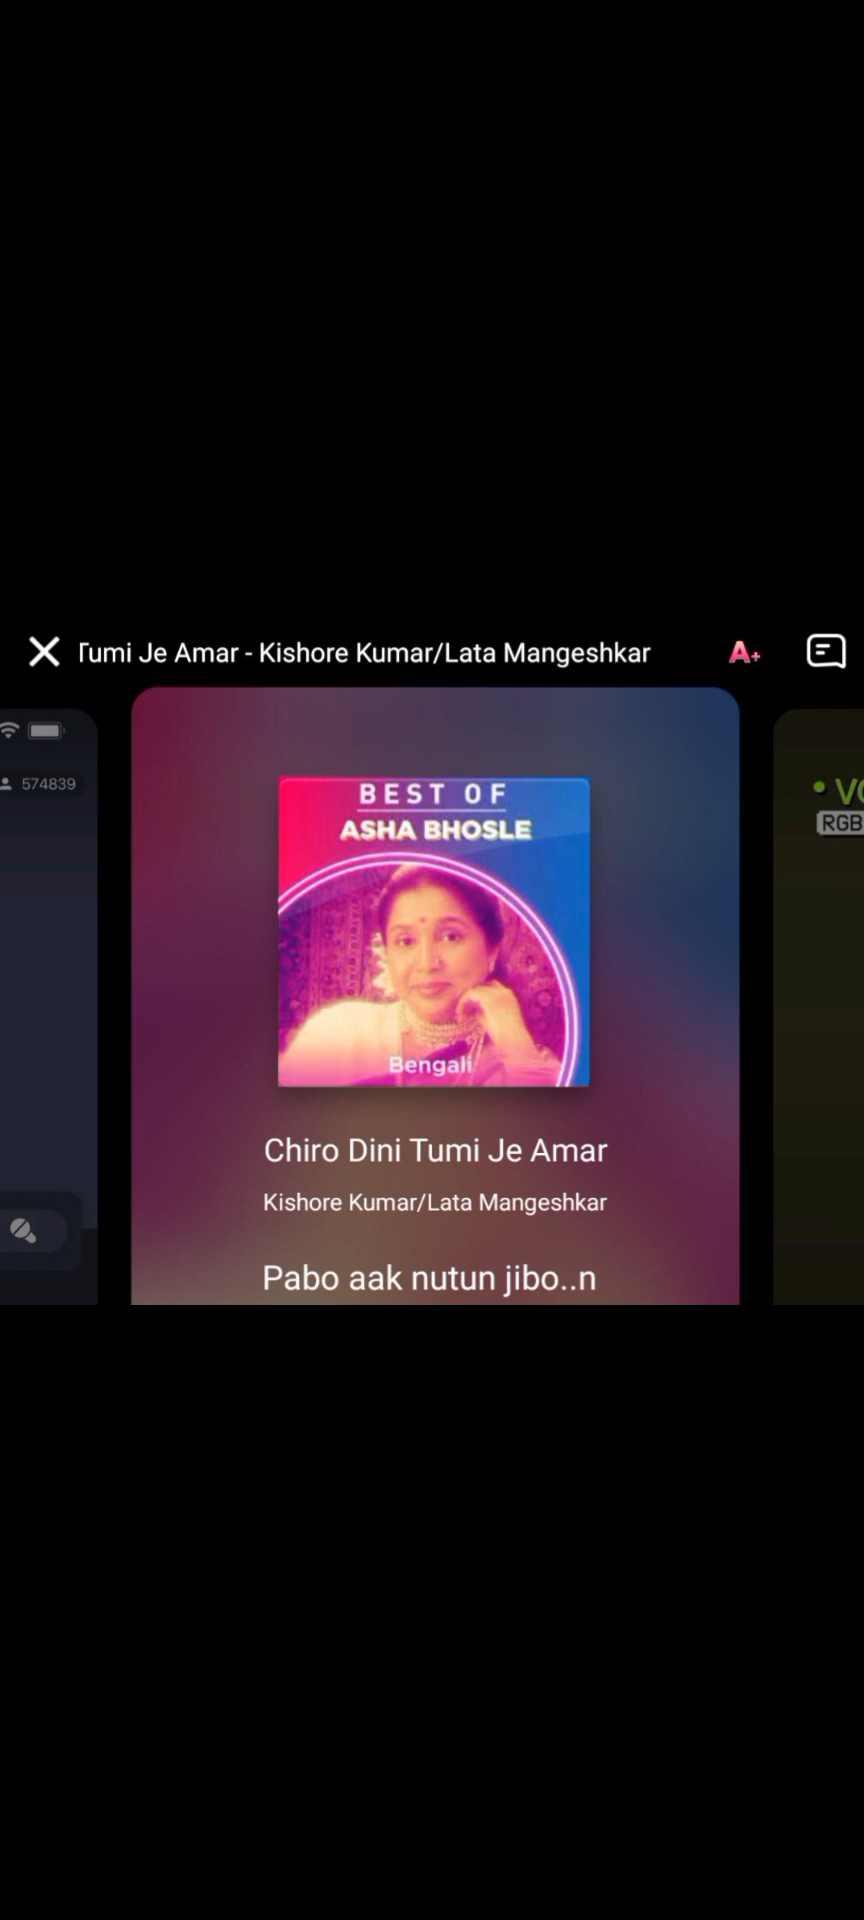 Tumi Je Amar - Kishore Kumar/Lata Mangeshkar
A+
574839
BEST OF
ASHA BHOSLE
Bengali
RGB
Chiro Dini Tumi Je Amar
Kishore Kumar/Lata Mangeshkar
Pabo aak nutun jibo..n